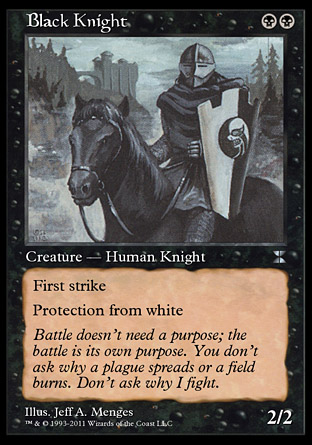 Black Knight
Creature — Human Knight
First strike
Protection from white
Battle doesn't need a purpose; the
battle is its own purpose. You don't
ask why a plague spreads or a field
burns. Don't ask why I fight.
Illus. Jeff A. Menges
™ & © 1993-2011 Wizards of the Coast LLC
2/2